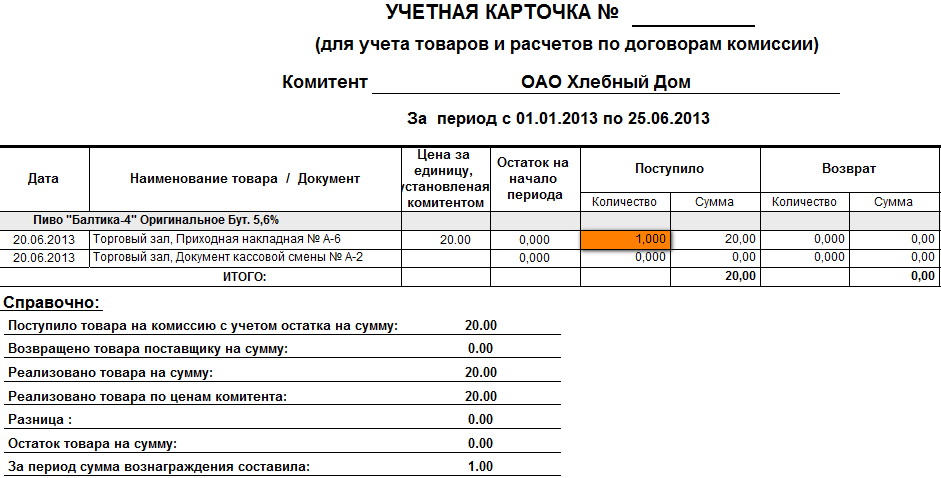 УЧЕТНАЯ КАРТОЧКА №
(для учета товаров и расчетов по договорам комиссии)
Комитент ОАО Хлебный Дом
За период с 01.01.2013 по 25.06.2013
Дата Наименование товара / Документ Цена за единицу, установленая комитентом Остаток на начало периода Поступило Возврат
Количество Сумма Количество Сумма
Пиво "Балтика-4" Оригинальное Бут. 5,6%
20.06.2013 Торговый зал, Приходная накладная № А-6 20.00 0,000 1,000 20,00 0,000 0,00
20.06.2013 Торговый зал, Документ кассовой смены № А-2 0,000 0,000 0,00 0,000 0,00
ИТОГО: 20,00 0,00
Справочно:
Поступило товара на комиссию с учетом остатка на сумму: 20.00
Возвращено товара поставщику на сумму: 0.00
Реализовано товара на сумму: 20.00
Реализовано товара по ценам комитента: 20.00
Разница : 0.00
Остаток товара на сумму: 0.00
За период сумма вознаграждения составила: 1.00